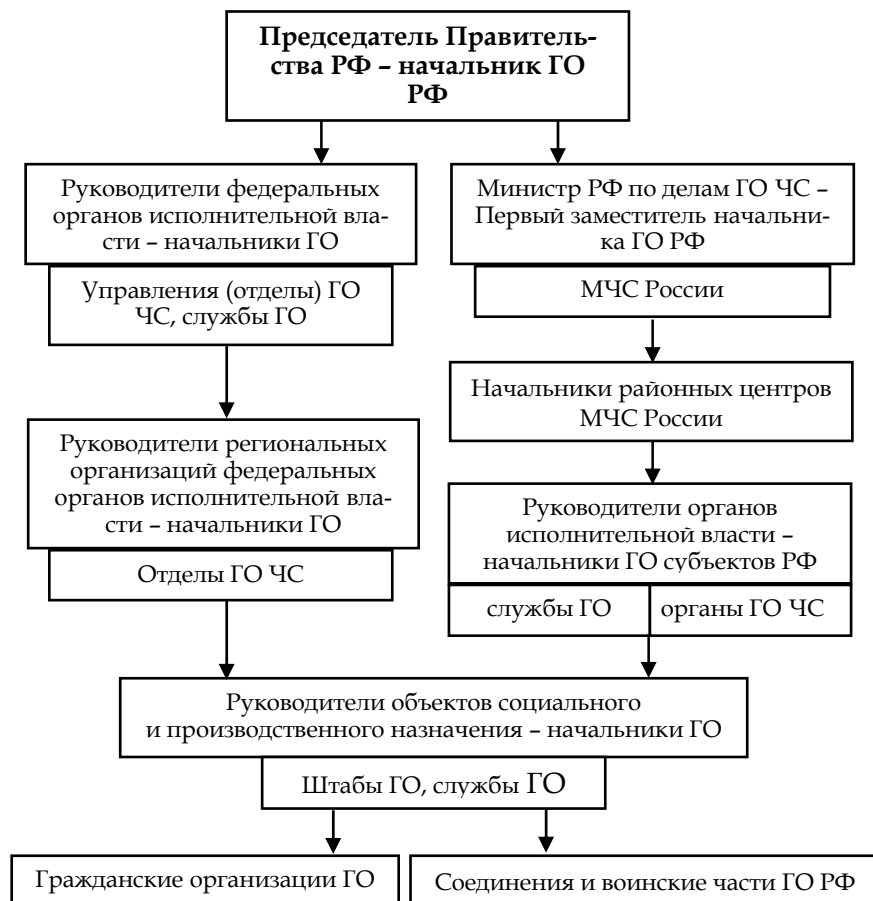 Председатель Правитель-
ства РФ – начальник ГО
РФ
Руководители федеральных
органов исполнительной вла-
сти – начальники ГО
Управления (отделы) ГО
ЧС, службы ГО
Министр РФ по делам ГО ЧС –
Первый заместитель начальни-
ка ГО РФ
МЧС России
Начальники районных центров
МЧС России
Руководители региональных
организаций федеральных
органов исполнительной вла-
сти – начальники ГО
Отделы ГО ЧС
Руководители органов
исполнительной власти –
начальники ГО субъектов РФ
службы ГО
органы ГО ЧС
Руководители объектов социального
и производственного назначения – начальники ГО
Штабы ГО, службы ГО
Гражданские организации ГО
Соединения и воинские части ГО РФ